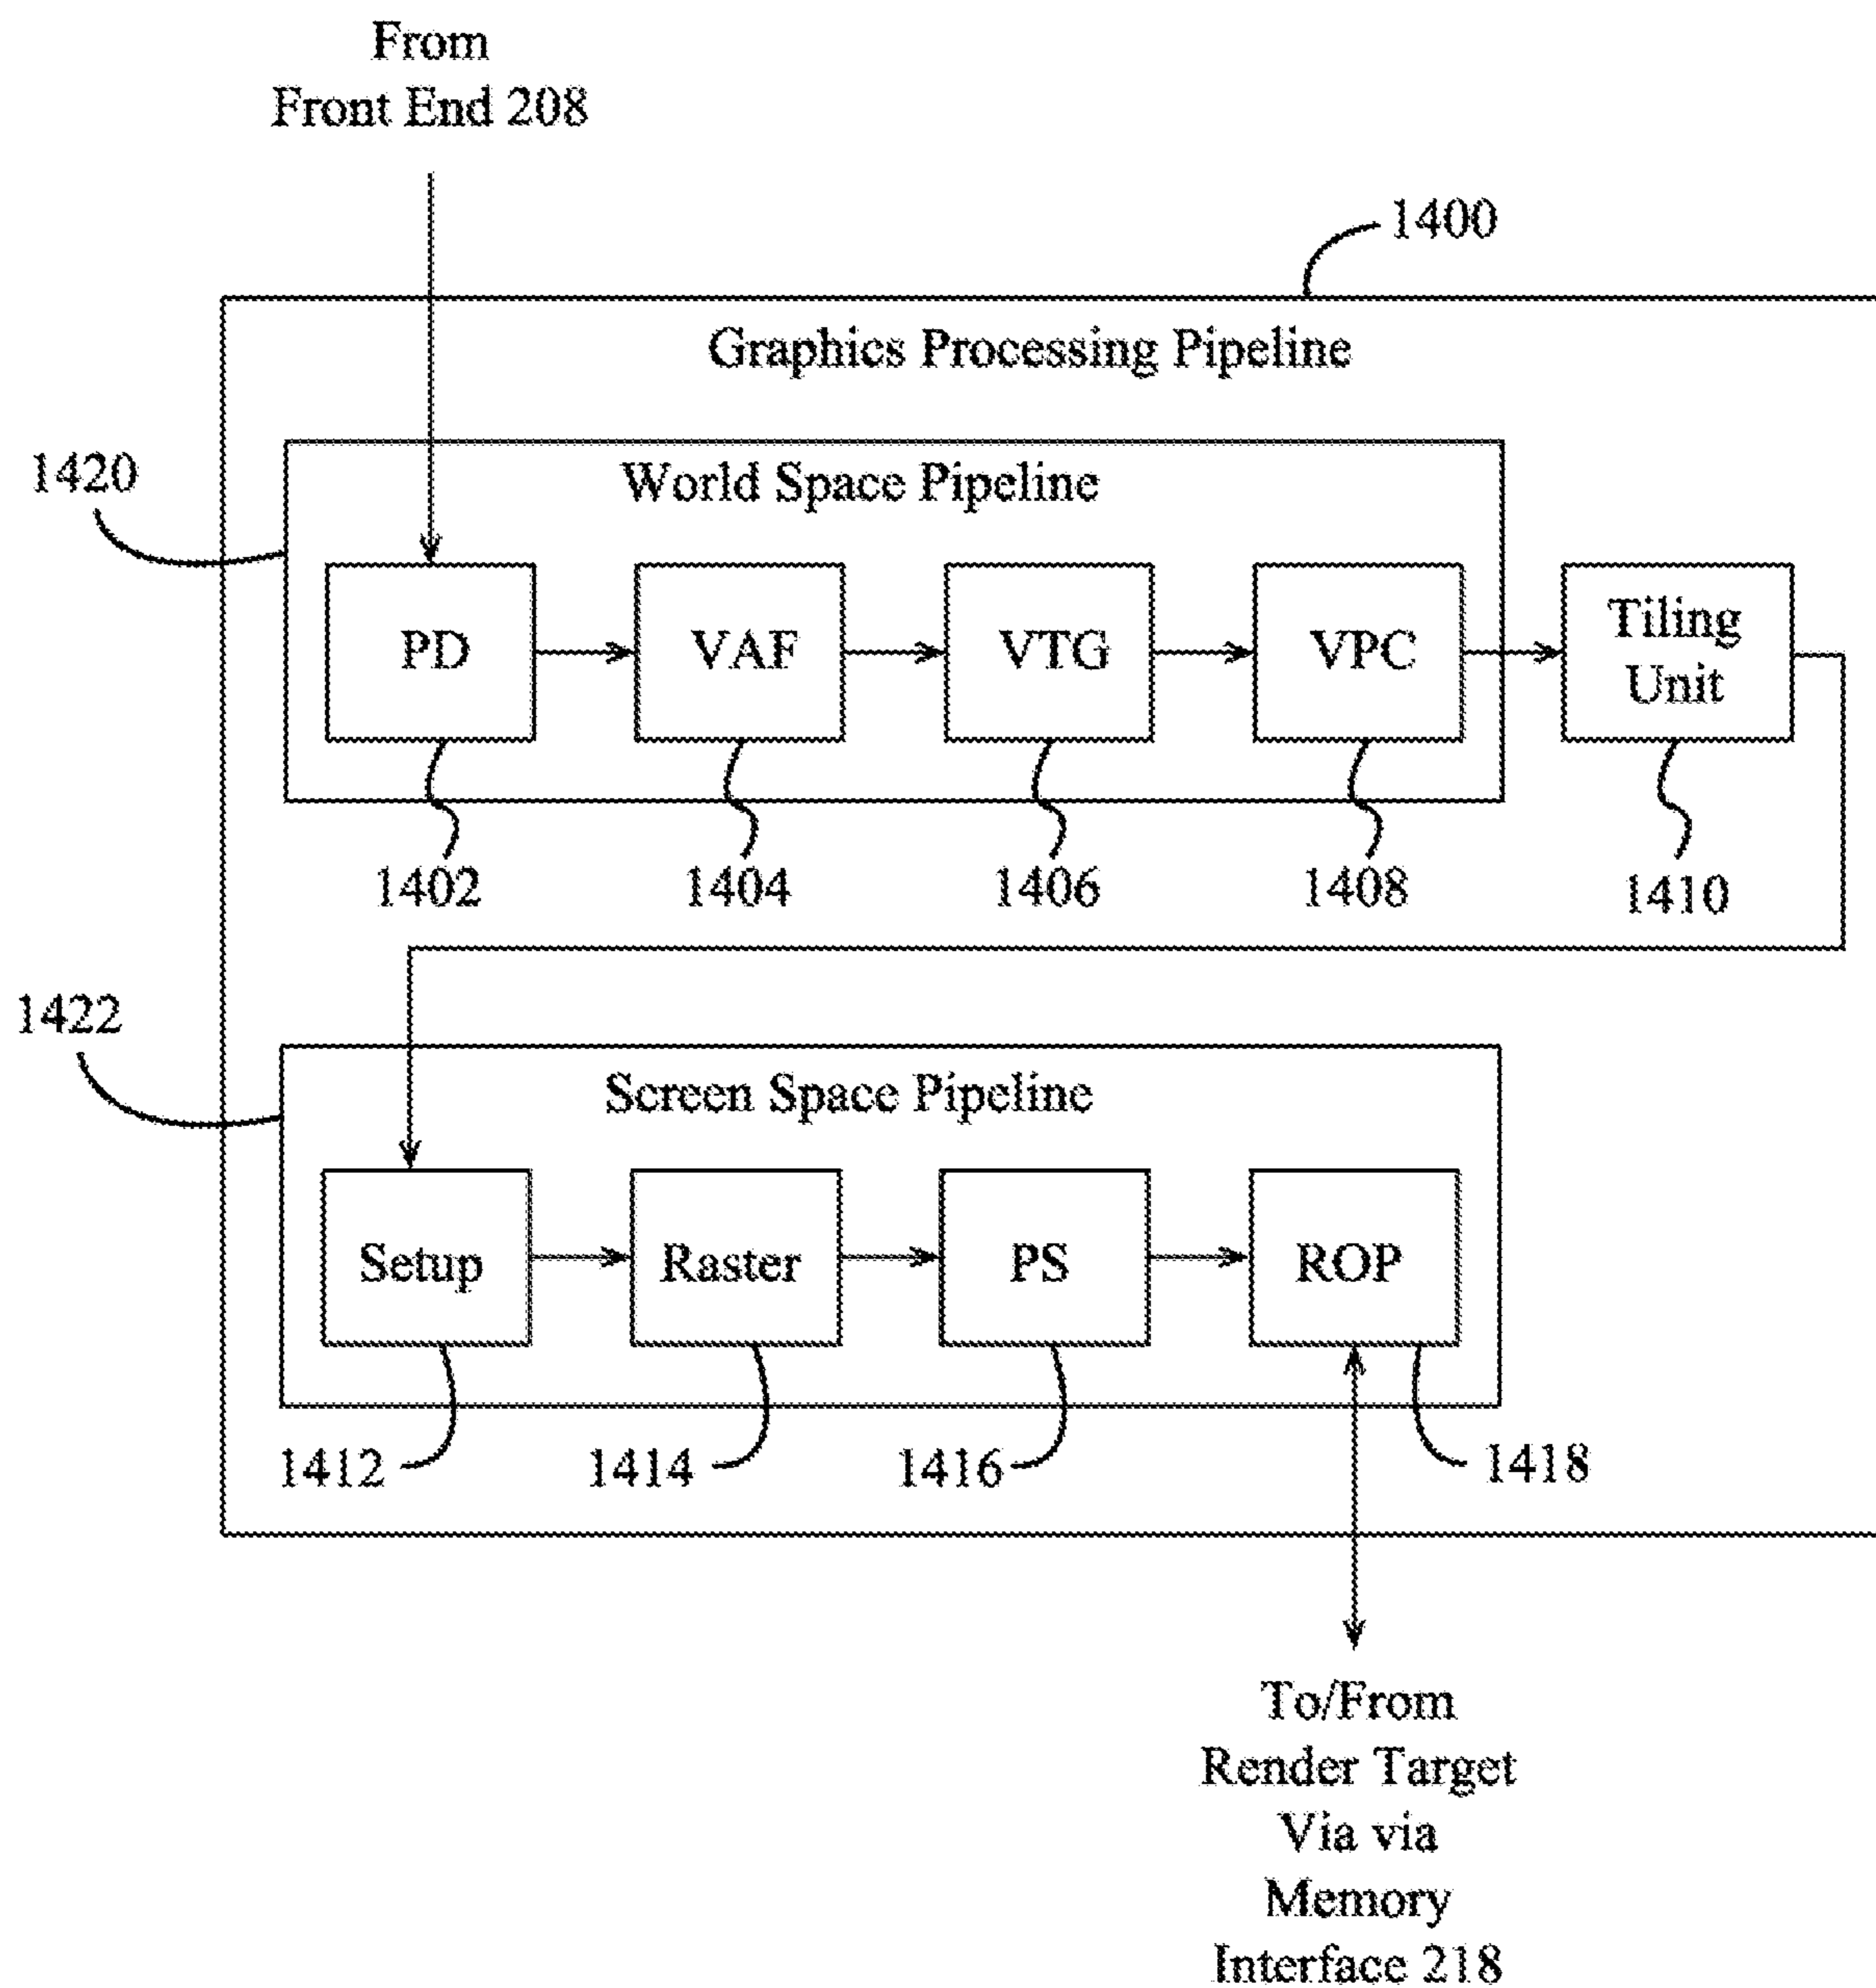 From
Front End 208
1400
Graphics Processing Pipeline
1420
World Space Pipeline
PD
VAF
VTG
VPC
Tiling
Unit
1402
1404
1406
1408
1410
1422
Screen Space Pipeline
Setup
Raster
PS
ROP
1412
1414
1416
1418
To/From
Render Target
Via via
Memory
Interface 218